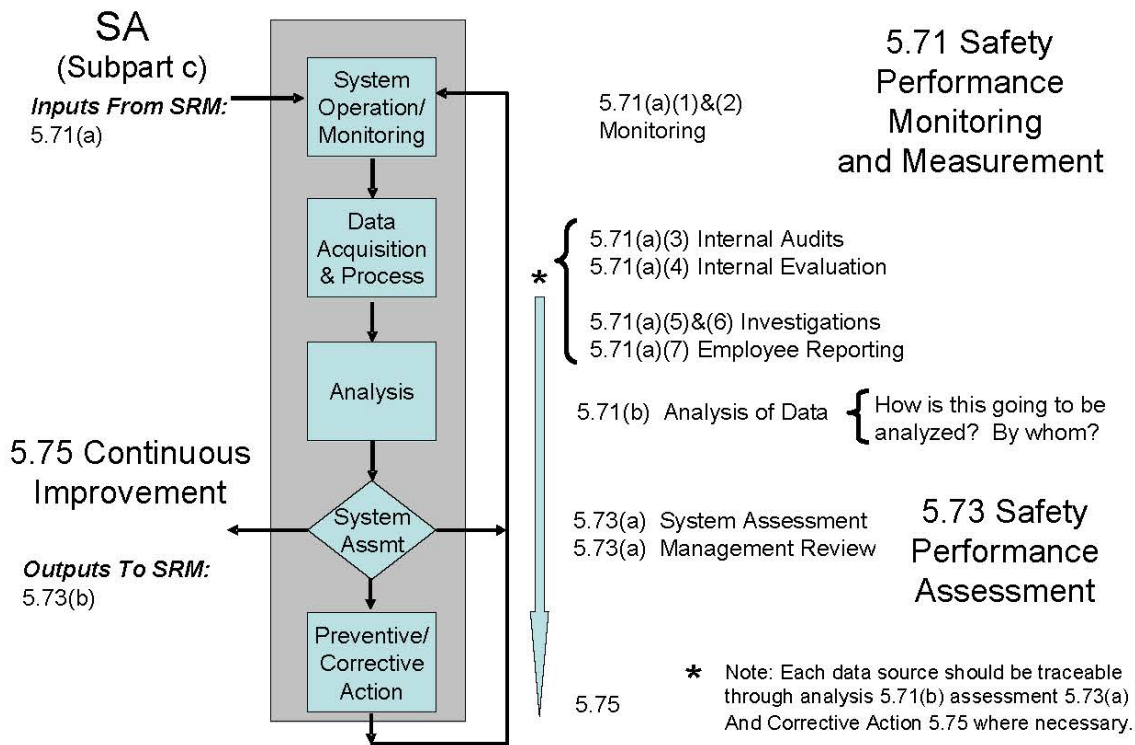 SA
(Subpart c)
Inputs From SRM:
5.71(a)
5.75 Continuous
Improvement
Outputs To SRM:
5.73(b)
System
Operation/
Monitoring
Data
Acquisition
& Process
Analysis
System
Assmt
Preventive/
Corrective
Action
5.71(a)(1)&(2)
Monitoring
*
5.71(a)(3) Internal Audits
5.71(a)(4) Internal Evaluation
5.71(a)(5)&(6) Investigations
5.71(a)(7) Employee Reporting
5.71(b) Analysis of Data
How is this going to be
analyzed? By whom?
5.73(a) System Assessment
5.73(a) Management Review
5.75
5.71 Safety
Performance
Monitoring
and Measurement
5.73 Safety
Performance
Assessment
* Note: Each data source should be traceable
through analysis 5.71(b) assessment 5.73(a)
And Corrective Action 5.75 where necessary.